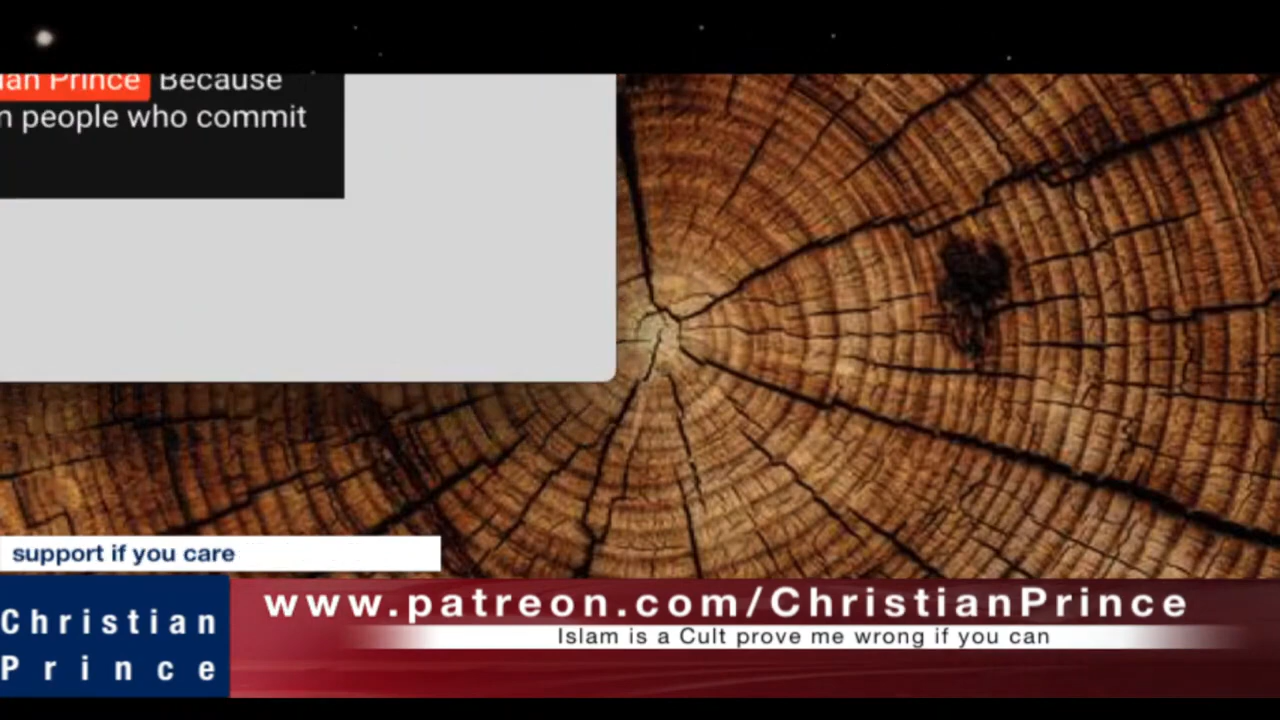 Prince Because
people who commit
support if you care
Christian
Prince
www.patreon.com/ChristianPrince
Islam is a Cult prove me wrong if you can